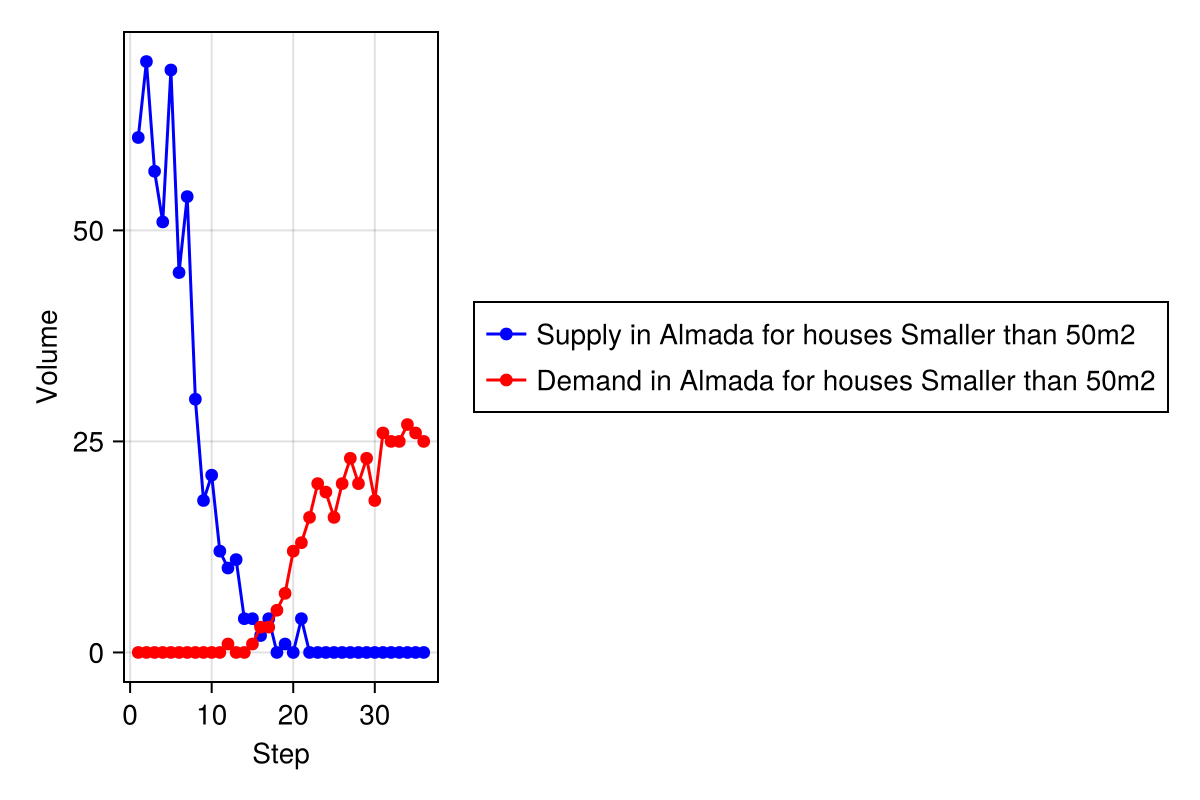 Volume
50
25
0
0 10 20 30
Step
Supply in Almada for houses Smaller than 50m2
Demand in Almada for houses Smaller than 50m2